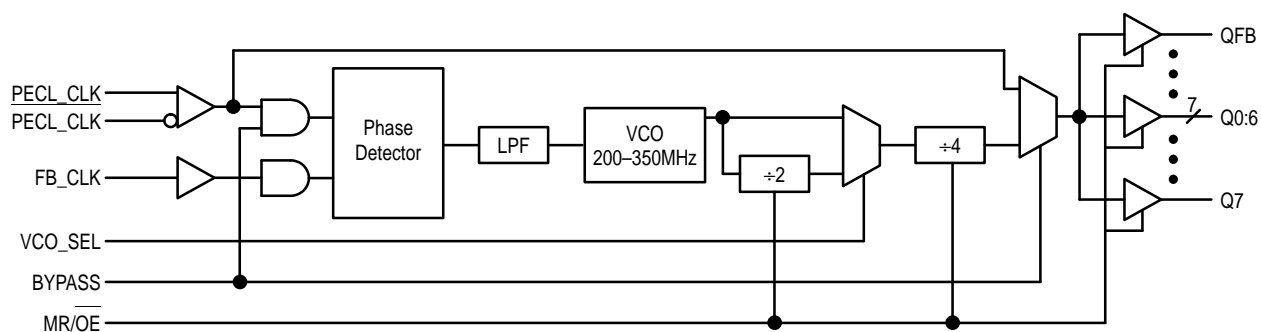 PECL_CLK
PECL_CLK
FB_CLK
VCO_SEL
BYPASS
MR/OE
Phase
Detector
LPF
VCO
200–350MHz
÷2
÷4
QFB
7
Q0:6
Q7